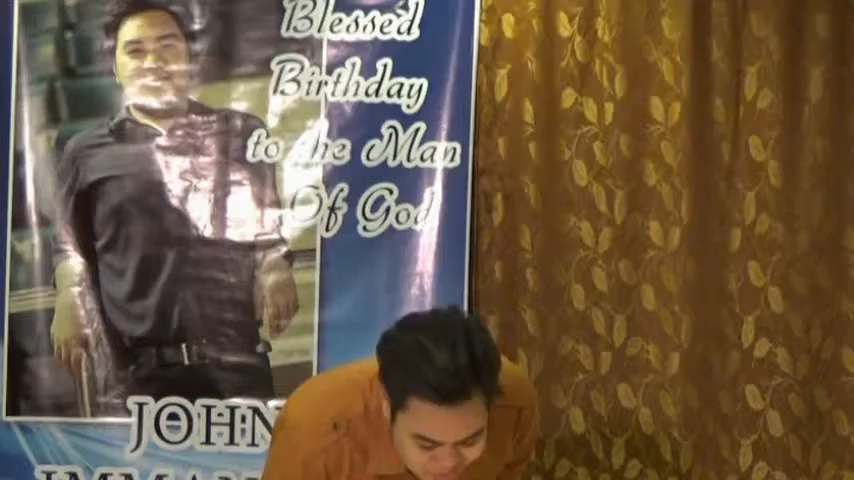 Blessed
Birthday
to the Man
Of God
JOHN